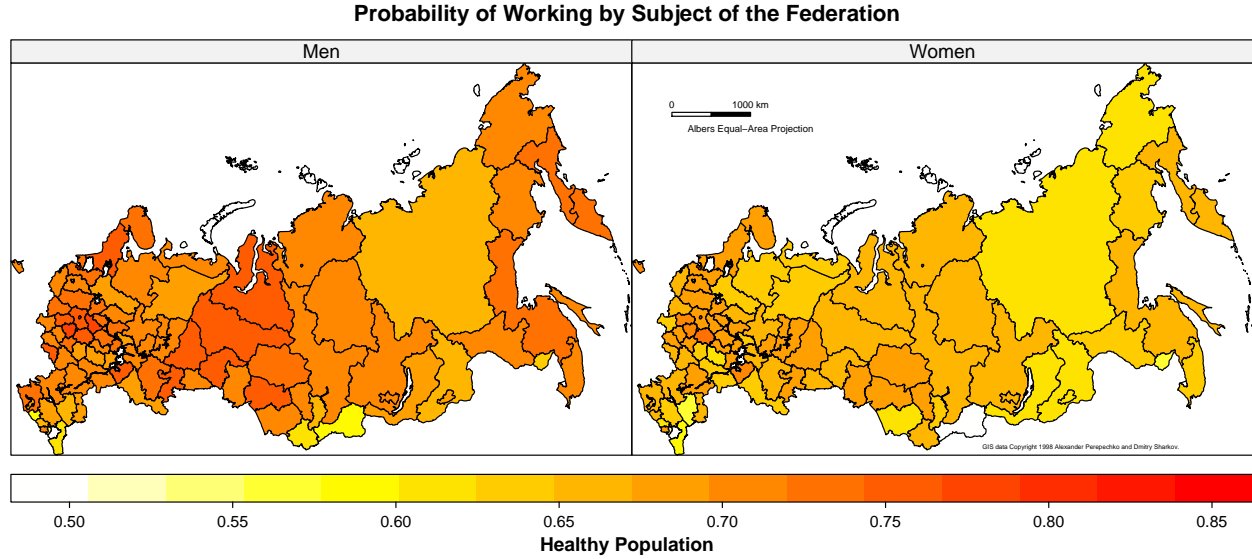 Probability of Working by Subject of the Federation
Men
Women
0 1000 km
Albers Equal−Area Projection
GIS data Copyright 1998 Alexander Perepechko and Dmitry Sharkov.
0.50 0.55 0.60 0.65 0.70 0.75 0.80 0.85
Healthy Population